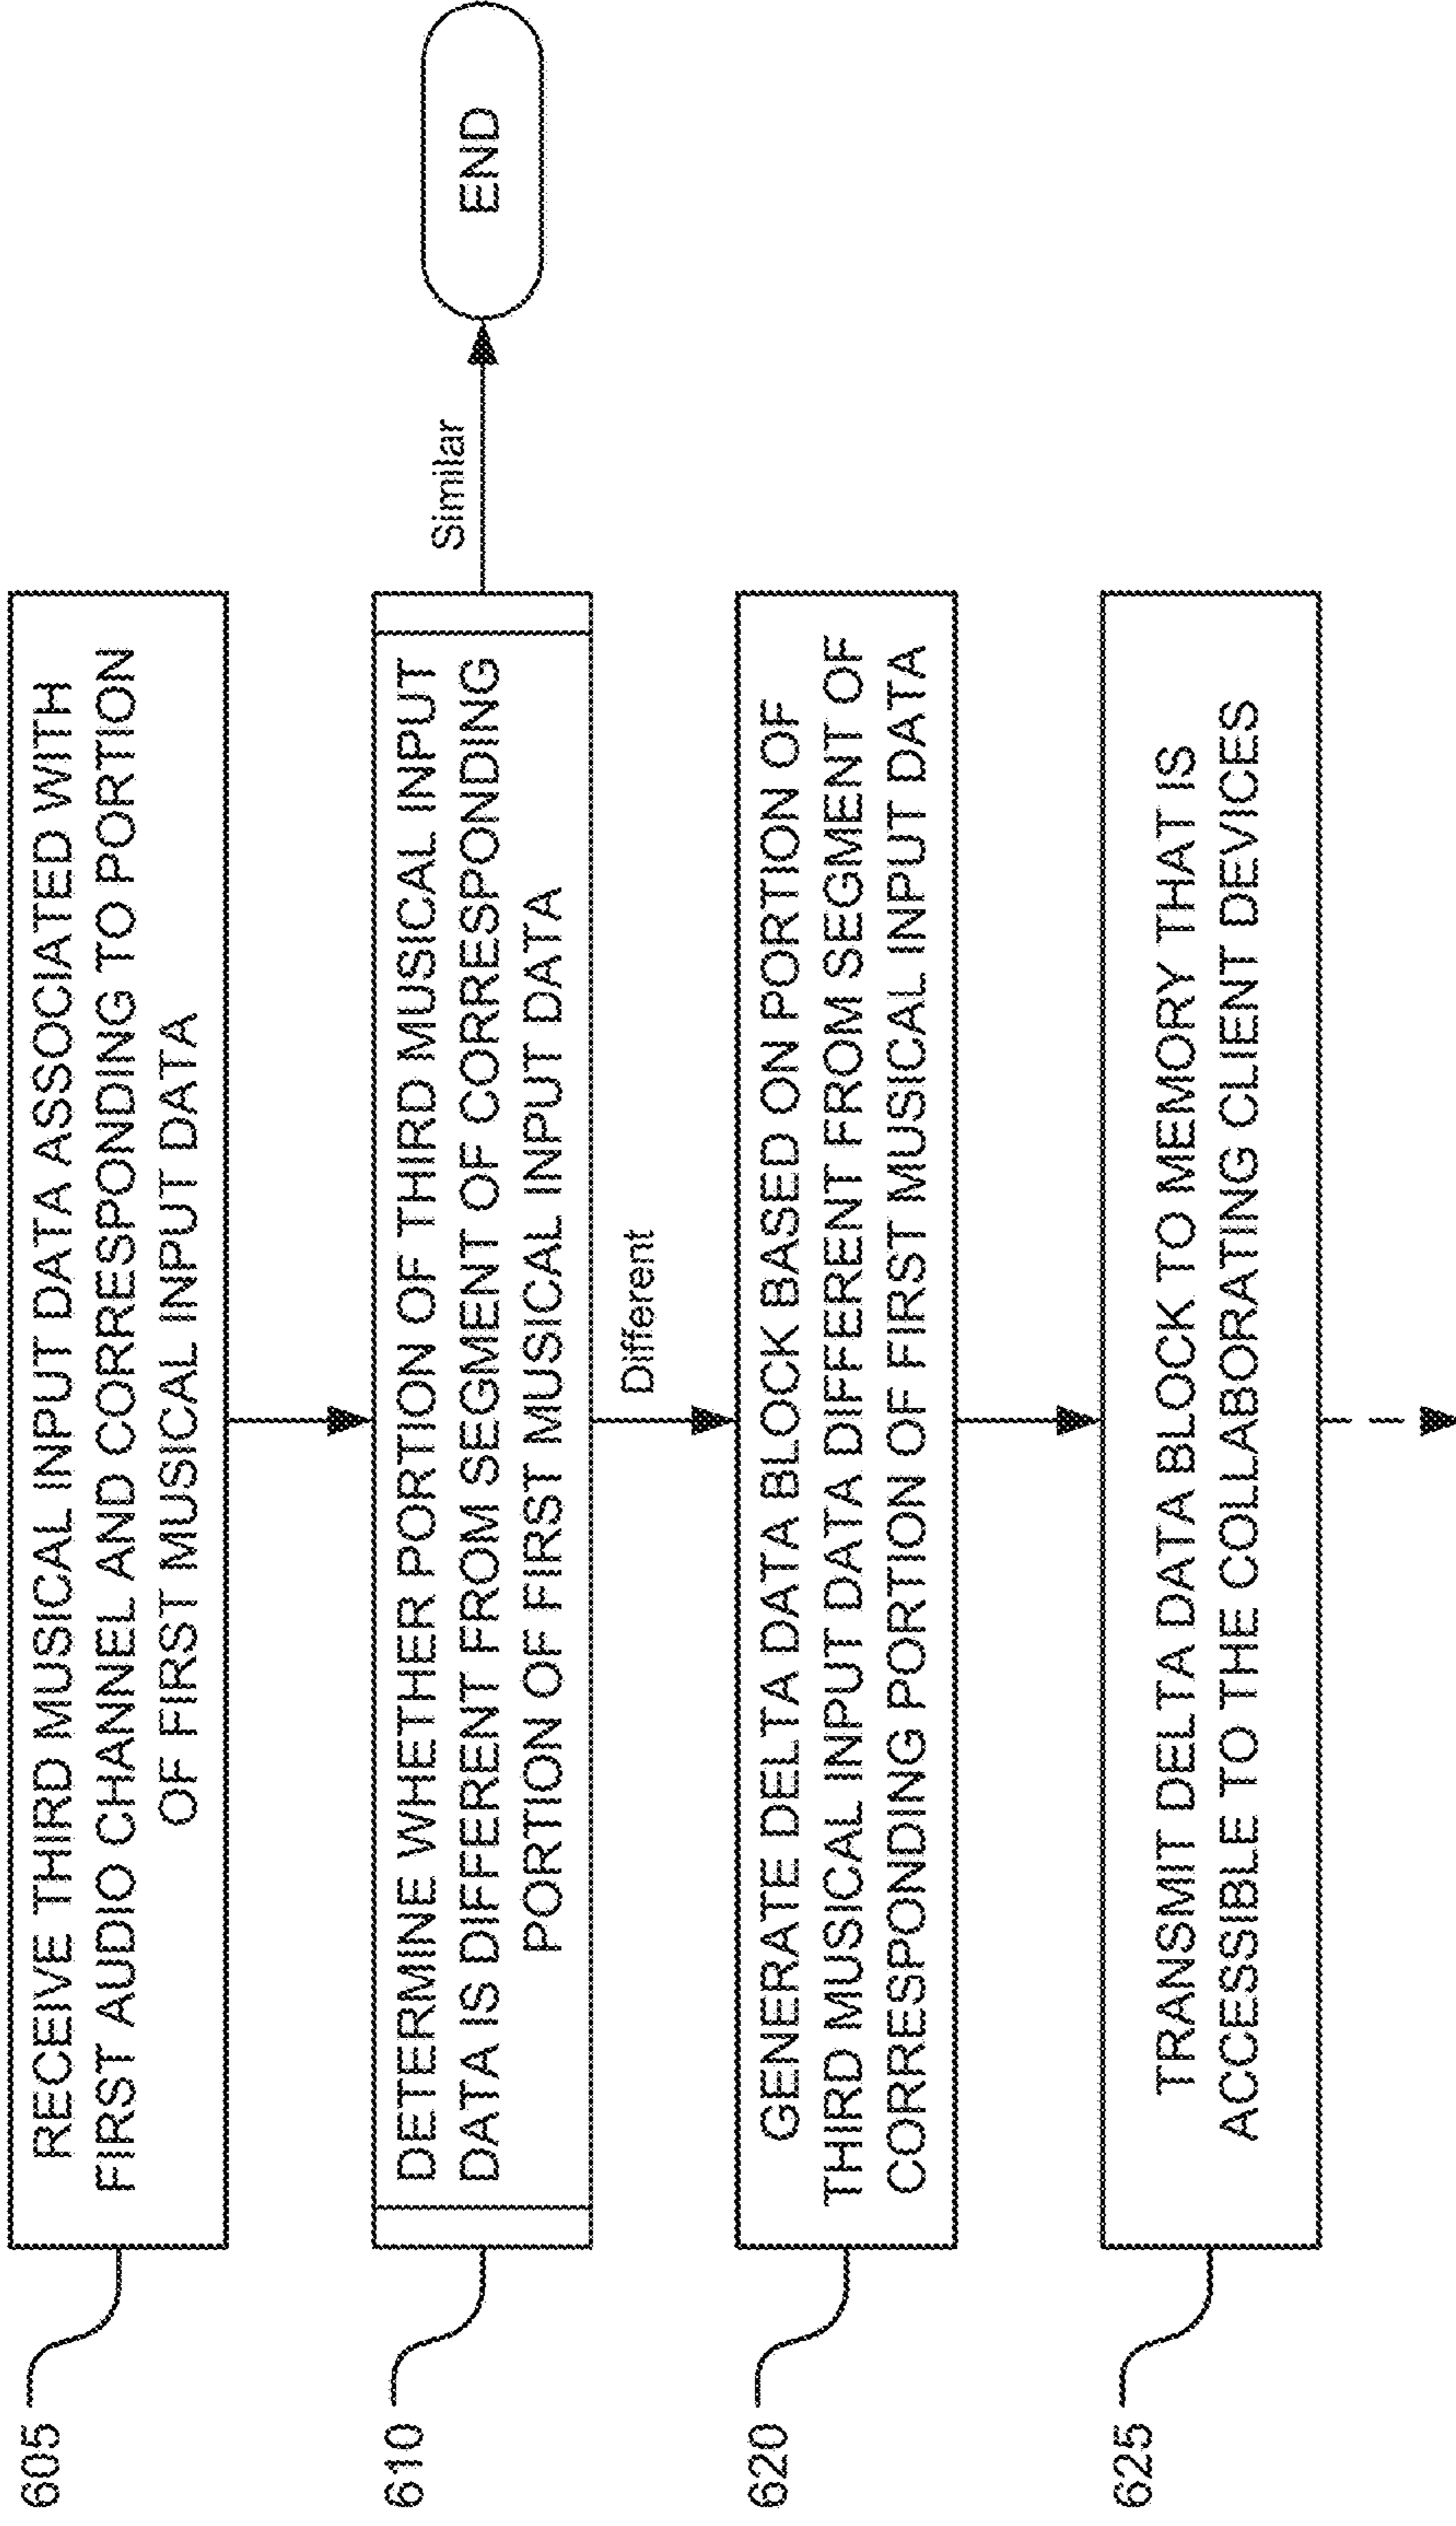 605
RECEIVE THIRD MUSICAL INPUT DATA ASSOCIATED WITH
FIRST AUDIO CHANNEL AND CORRESPONDING TO PORTION
OF FIRST MUSICAL INPUT DATA
610
DETERMINE WHETHER PORTION OF THIRD MUSICAL INPUT
DATA IS DIFFERENT FROM SEGMENT OF CORRESPONDING
PORTION OF FIRST MUSICAL INPUT DATA
Similar
END
Different
620
GENERATE DELTA DATA BLOCK BASED ON PORTION OF
THIRD MUSICAL INPUT DATA DIFFERENT FROM SEGMENT OF
CORRESPONDING PORTION OF FIRST MUSICAL INPUT DATA
625
TRANSMIT DELTA DATA BLOCK TO MEMORY THAT IS
ACCESSIBLE TO THE COLLABORATING CLIENT DEVICES